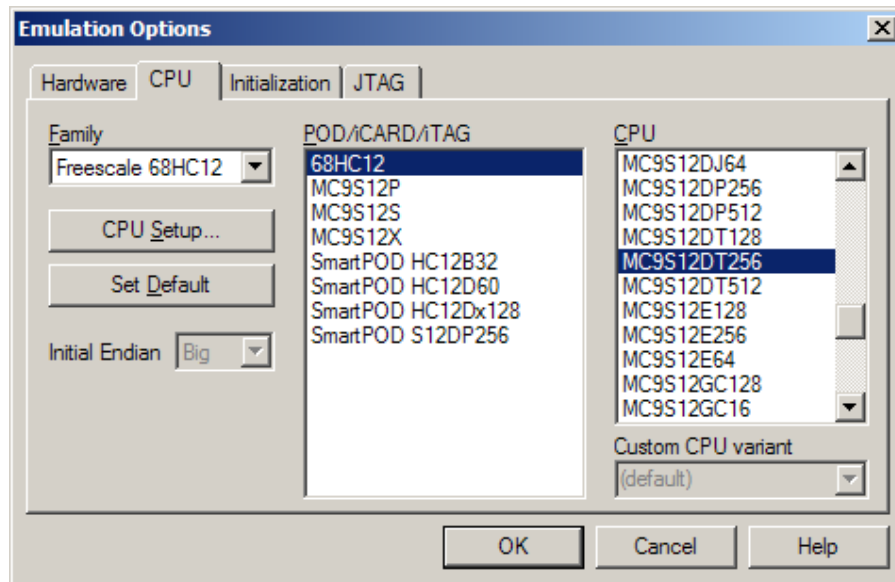 Emulation Options
Hardware
CPU
Initialization
JTAG
Family
Freescale 68HC12
CPU Setup...
Set Default
Initial Endian
Big
POD/iCARD/iTAG
68HC12
MC9S12P
MC9S12S
MC9S12X
SmartPOD HC12B32
SmartPOD HC12D60
SmartPOD HC12Dx128
SmartPOD S12DP256
CPU
MC9S12DJ64
MC9S12DP256
MC9S12DP512
MC9S12DT128
MC9S12DT256
MC9S12DT512
MC9S12E128
MC9S12E256
MC9S12E64
MC9S12GC128
MC9S12GC16
Custom CPU variant
(default)
OK
Cancel
Help